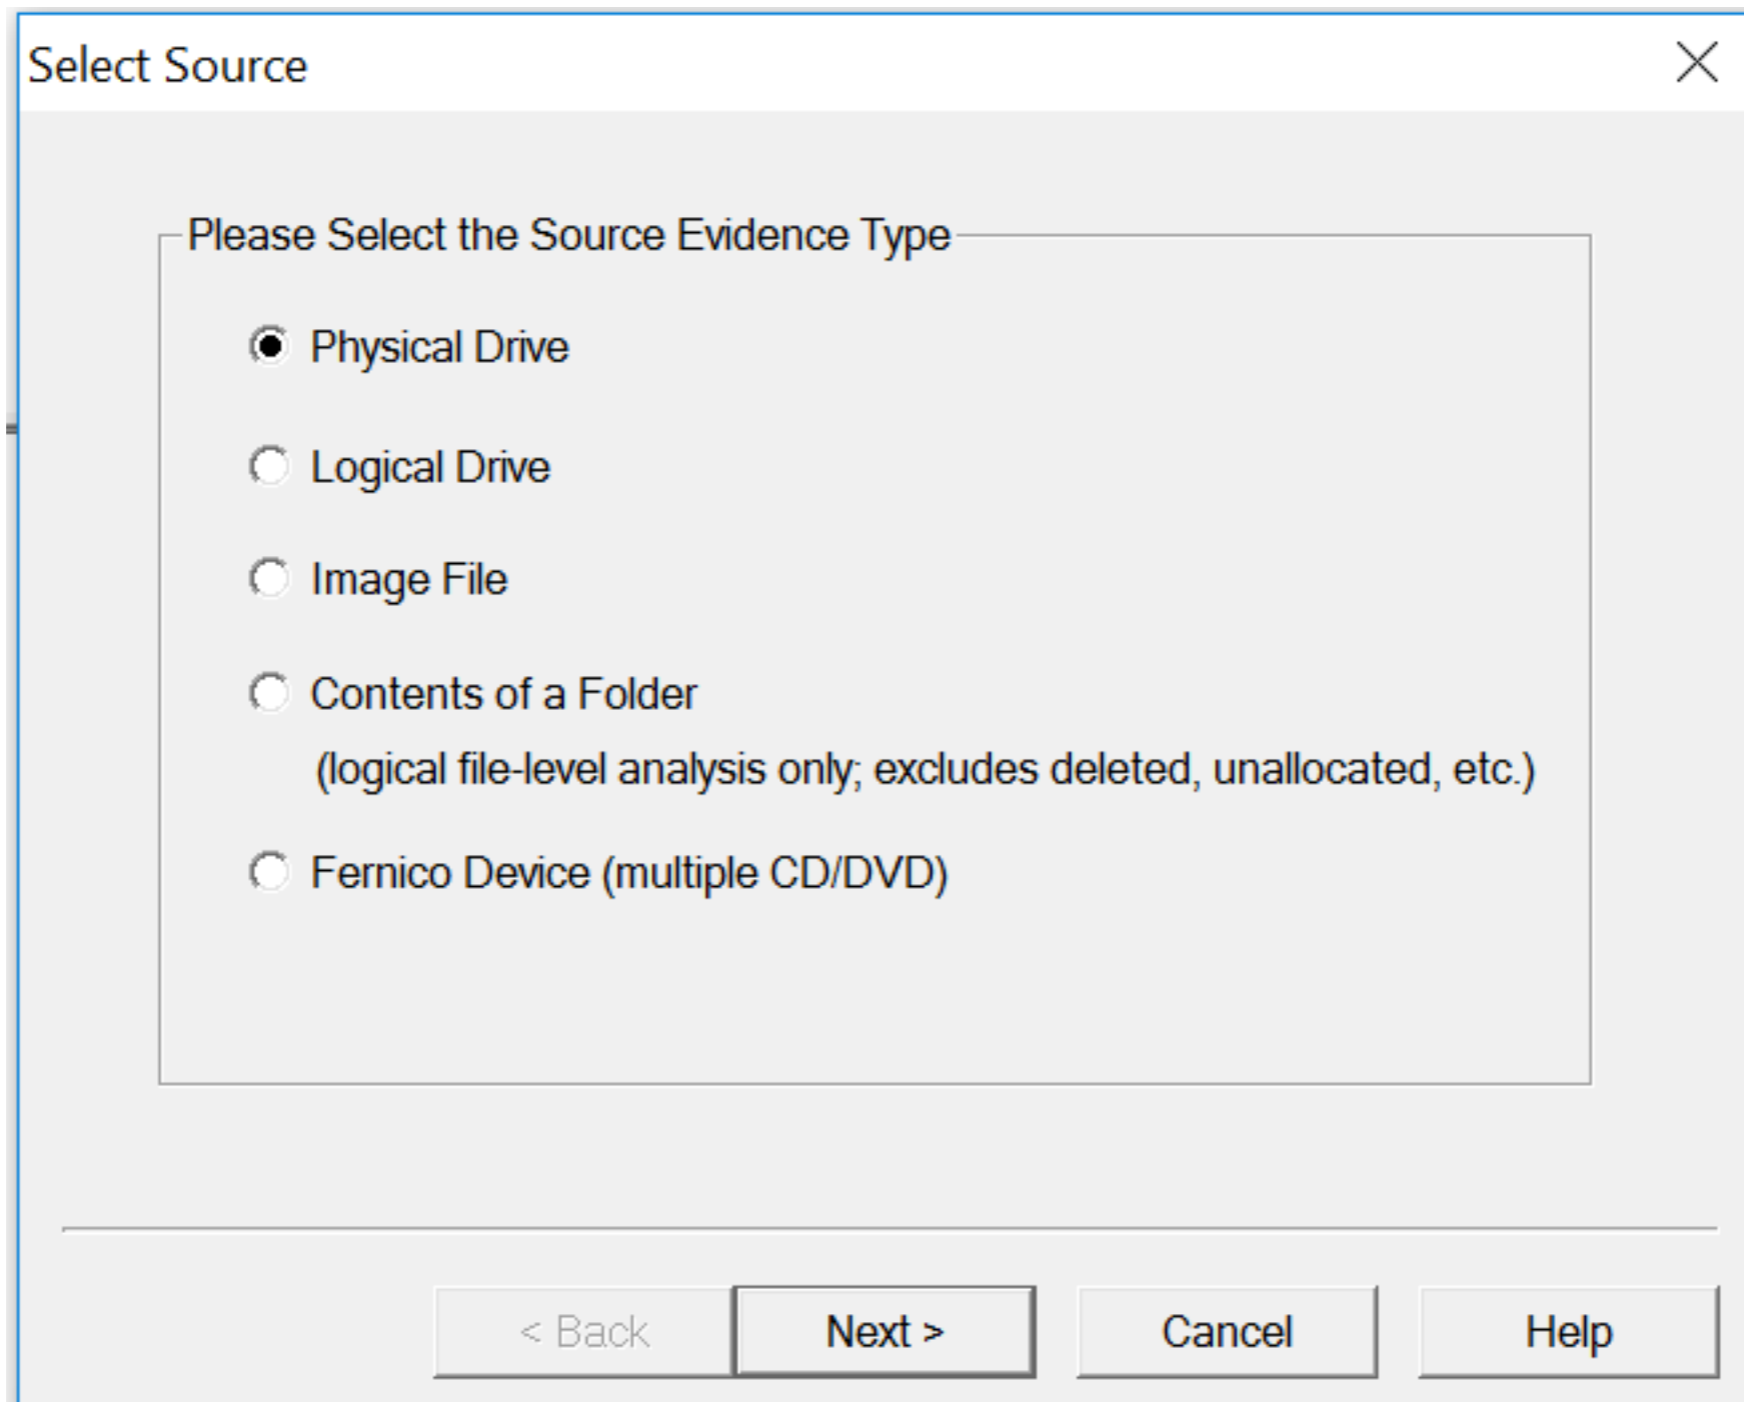 Select Source
Please Select the Source Evidence Type
Physical Drive
Logical Drive
Image File
Contents of a Folder
(logical file-level analysis only; excludes deleted, unallocated, etc.)
Fernico Device (multiple CD/DVD)
< Back
Next >
Cancel
Help